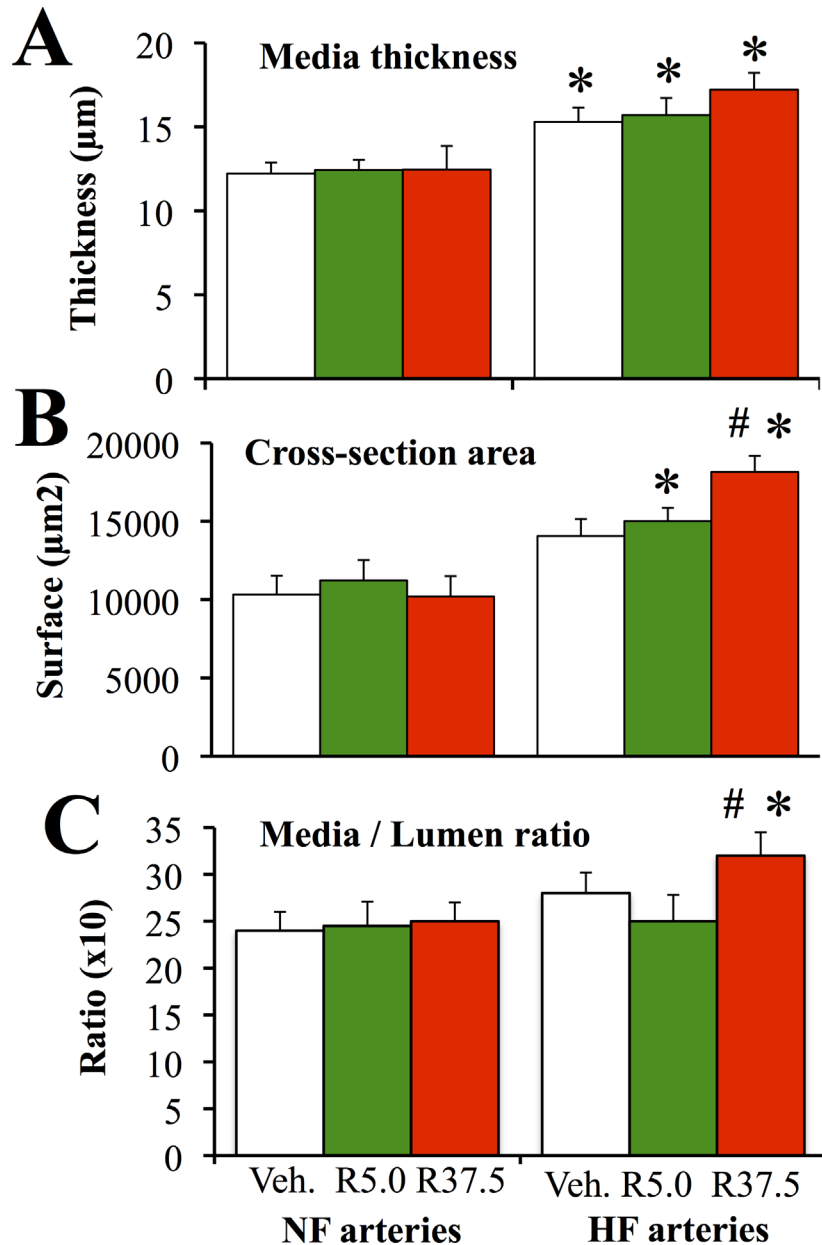 A
Media thickness
Thickness (µm)
20
15
10
5
0
* * *
B
Cross-section area
Surface (µm2)
20000
15000
10000
5000
0
* # *
C
Media / Lumen ratio
Ratio (x10)
35
30
25
20
15
10
5
0
# *
Veh. R5.0 R37.5 Veh. R5.0 R37.5
NF arteries HF arteries